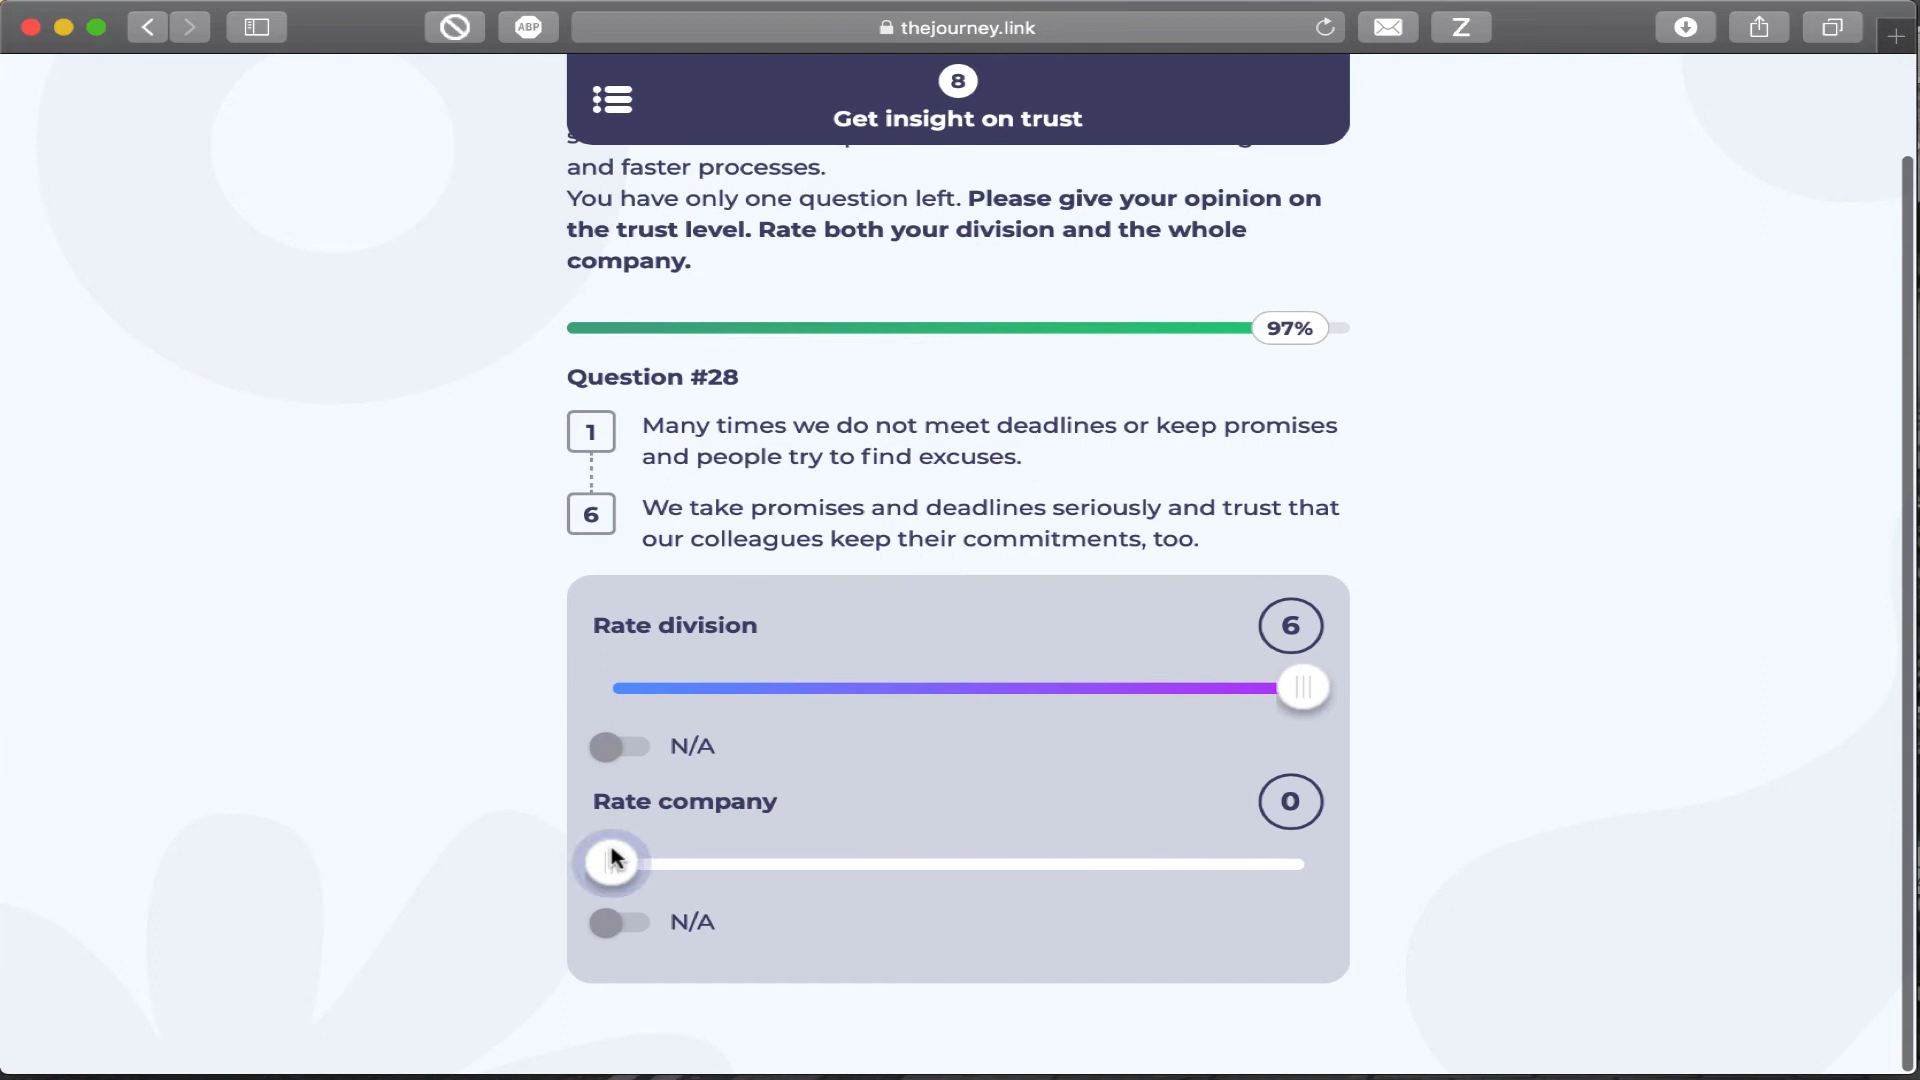 ABP
thejourney.link
Z
8
Get insight on trust
and faster processes.
You have only one question left. Please give your opinion on
the trust level. Rate both your division and the whole
company.
97%
Question #28
1
Many times we do not meet deadlines or keep promises
and people try to find excuses.
6
We take promises and deadlines seriously and trust that
our colleagues keep their commitments, too.
Rate division
6
N/A
Rate company
0
N/A